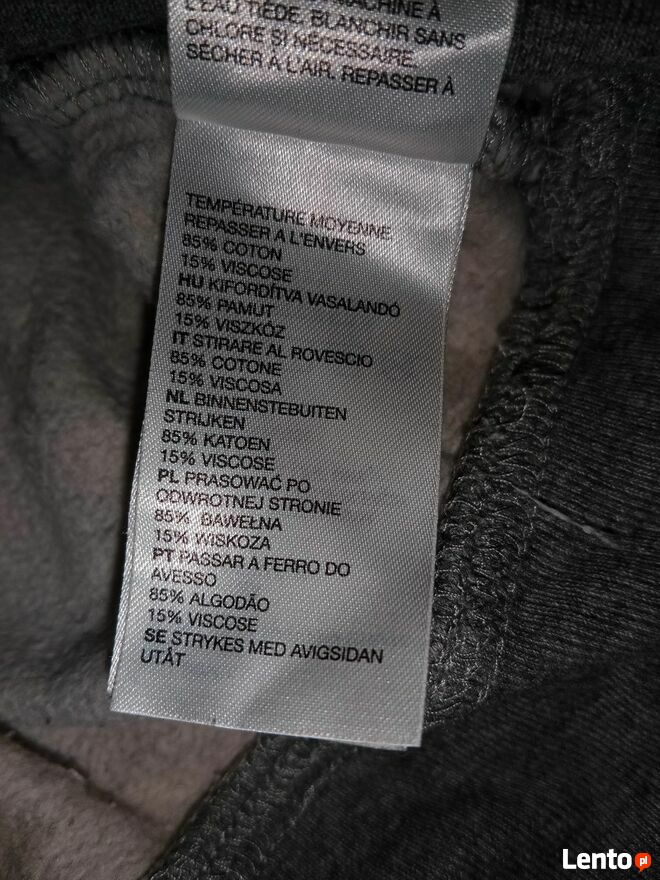 MACHINE À
L'EAU TIÈDE. BLANCHIR SANS
CHLORE SI NÉCESSAIRE.
SÉCHER A L'AIR. REPASSER À
TEMPÉRATURE MOYENNE
REPASSER A L'ENVERS
85% COTON
15% VISCOSE
HU KIFORDÍTVA VASALANDÓ
85% PAMUT
15% VISZKÓZ
IT STIRARE AL ROVESCIO
85% COTONE
15% VISCOSA
NL BINNENSTEBUITEN
STRIJKEN
85% KATOEN
15% VISCOSE
PL PRASOWAĆ PO
ODWROTNEJ STRONIE
85% BAWEŁNA
15% WISKOZA
PT PASSAR A FERRO DO
AVESSO
85% ALGODÃO
15% VISCOSE
SE STRYKES MED AVIGSIDAN
UTÅT
Lento pl